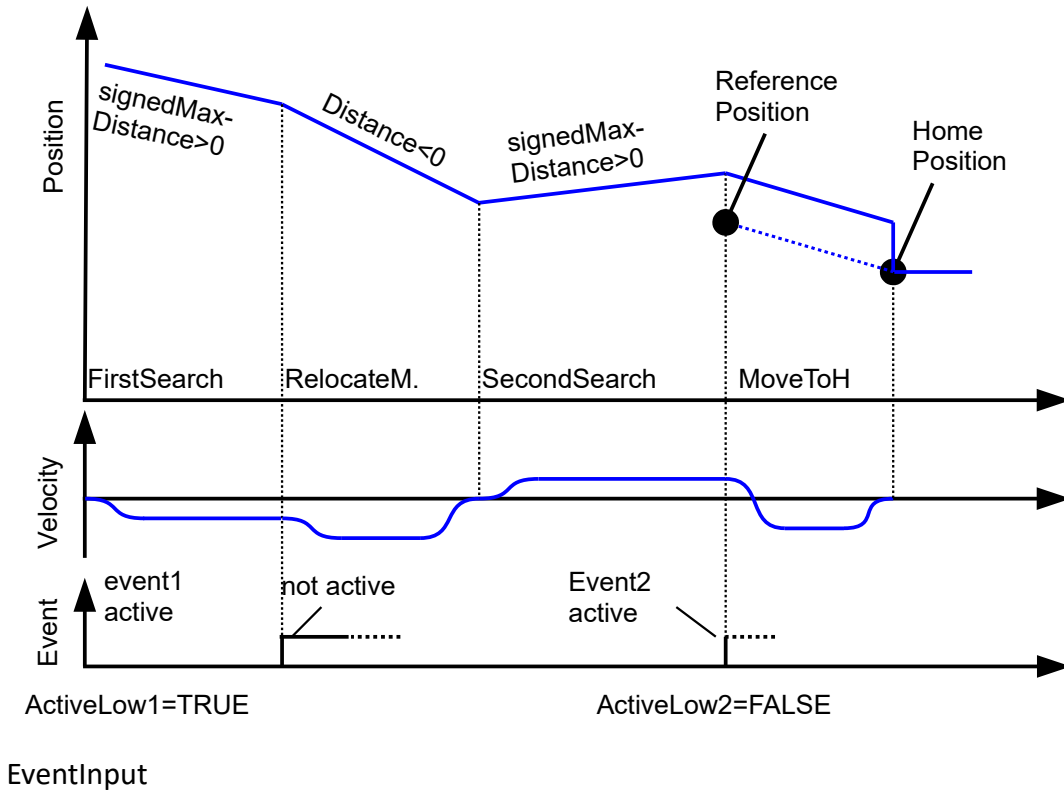 Position
signedMax-
Distance>0
Distance<0
signedMax-
Distance>0
Reference
Position
Home
Position
FirstSearch
RelocateM.
SecondSearch
MoveToH
Velocity
Event
event1
active
not active
Event2
active
ActiveLow1=TRUE
ActiveLow2=FALSE
EventInput